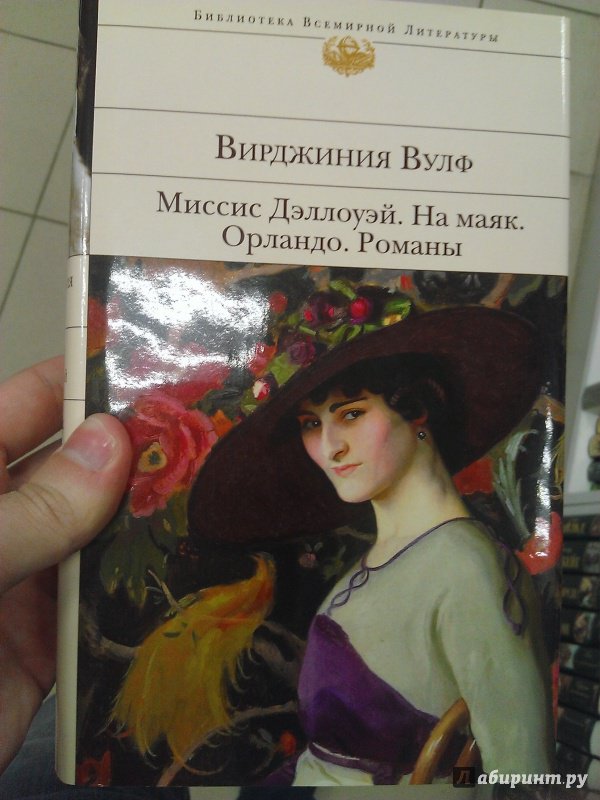 Библиотека Всемирной Литературы
Вирджиния Вулф
Миссис Дэллоуэй. На маяк.
Орландо. Романы
Лабиринт.ру